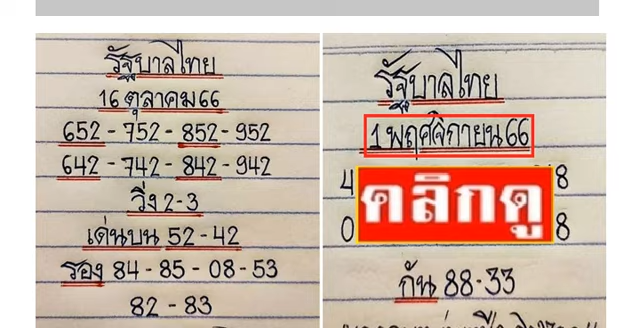 รัฐบาลไทย
16 ตุลาคม 66
652 - 752 - 852 - 952
642 - 742 - 842 - 942
วิ่ง 2-3
เด่นบน 52 - 42
รอง 84 - 85 - 08 - 53
82 - 83
รัฐบาลไทย
1 พฤศจิกายน 66
4 8
คลิกดู
0 8
กัน 88-33